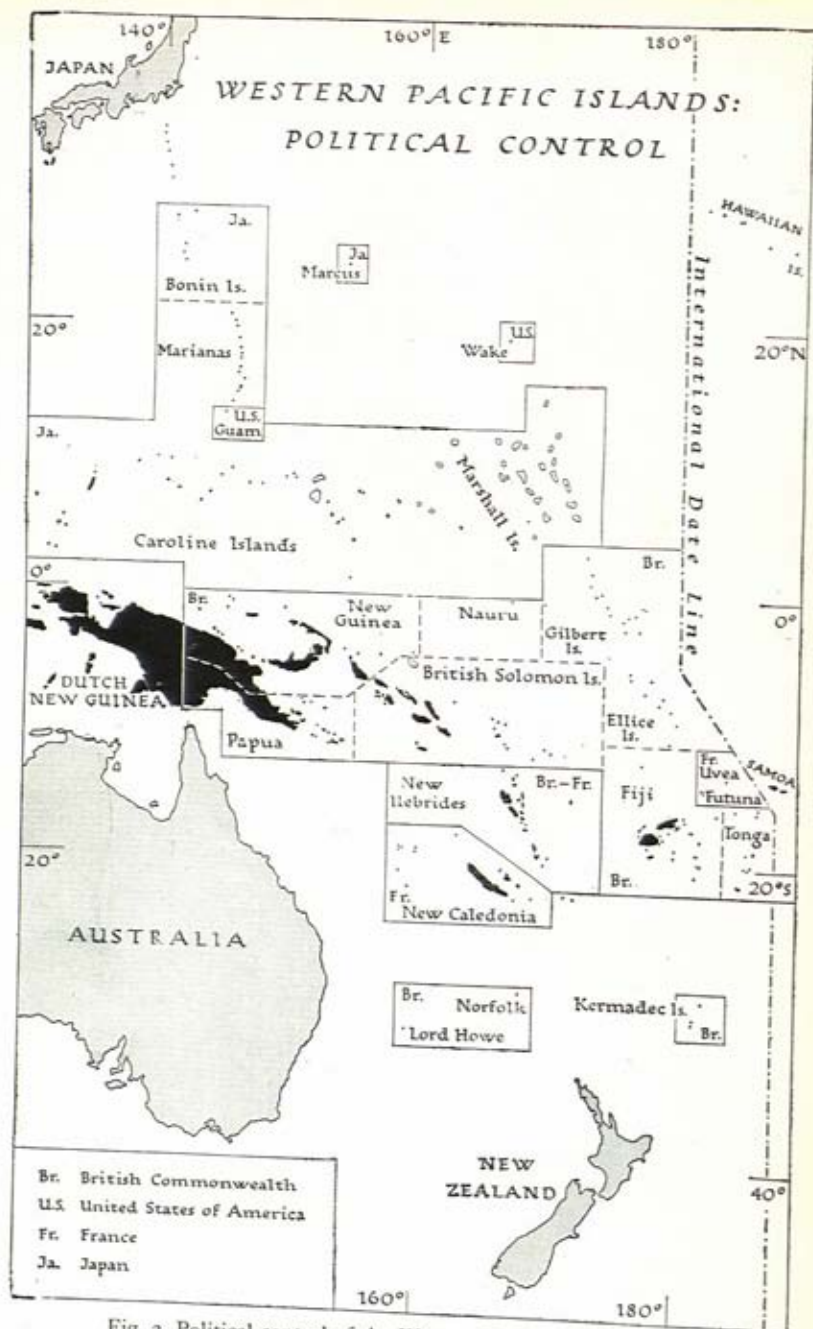 140°
160° E
180°
JAPAN
WESTERN PACIFIC ISLANDS:
POLITICAL CONTROL
HAWAIIAN
Is.
Ja.
Bonin Is.
Ja.
Marcus
International Date Line
20°
Marianas
U.S.
Wake
20°N
U.S.
Guam
Ja.
Marshall Is.
Caroline Islands
Br.
0°
Br.
New
Guinea
Nauru
Gilbert
Is.
0°
DUTCH
NEW GUINEA
British Solomon Is.
Papua
Ellice
Is.
Fr.
Uvea
Futuna
SAMOA
New
Hebrides
Br.-Fr.
Fiji
Tonga
20°
Br.
20°S
Fr.
New Caledonia
AUSTRALIA
Br.
Norfolk
Lord Howe
Kermadec Is.
Br.
NEW
ZEALAND
40°
Br. British Commonwealth
U.S. United States of America
Fr. France
Ja. Japan
160°
180°
Fig. 2. Political